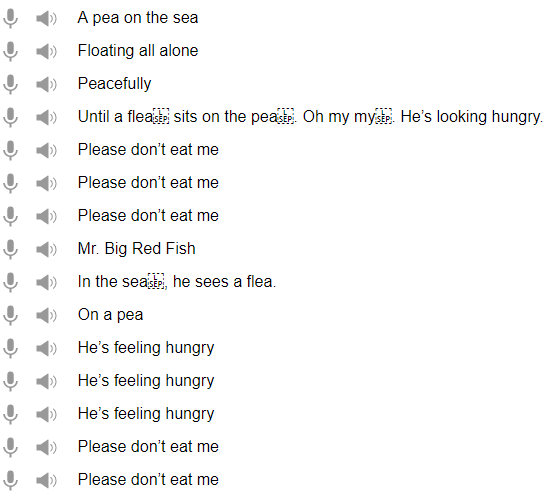 A pea on the sea
Floating all alone
Peacefully
Until a flea
 sits on the pea
. Oh my my
. He’s looking hungry.
Please don’t eat me
Please don’t eat me
Please don’t eat me
Mr. Big Red Fish
In the sea
, he sees a flea.
On a pea
He’s feeling hungry
He’s feeling hungry
He’s feeling hungry
Please don’t eat me
Please don’t eat me